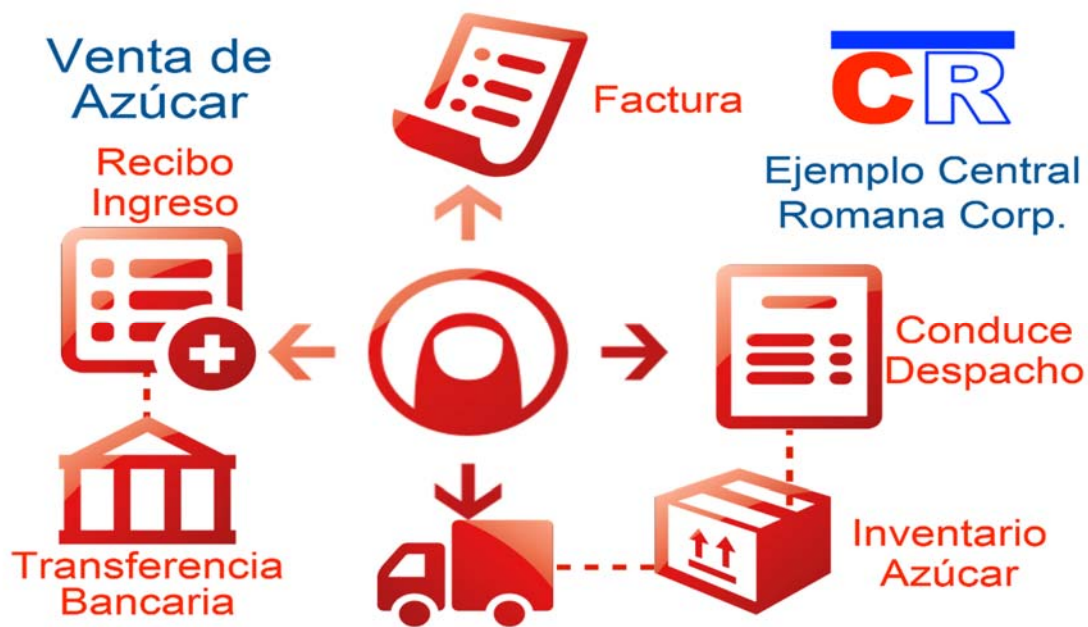 Venta de
Azúcar
Factura
CR
Ejemplo Central
Romana Corp.
Recibo
Ingreso
Conduce
Despacho
Transferencia
Bancaria
Inventario
Azúcar